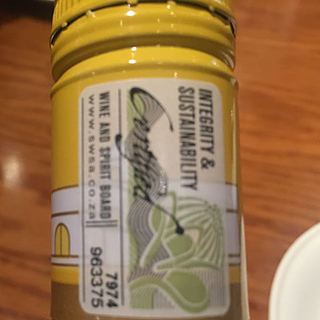 INTEGRITY &
SUSTAINABILITY
Certified
WINE AND SPIRIT BOARD
www.swsa.co.za
7974
963375